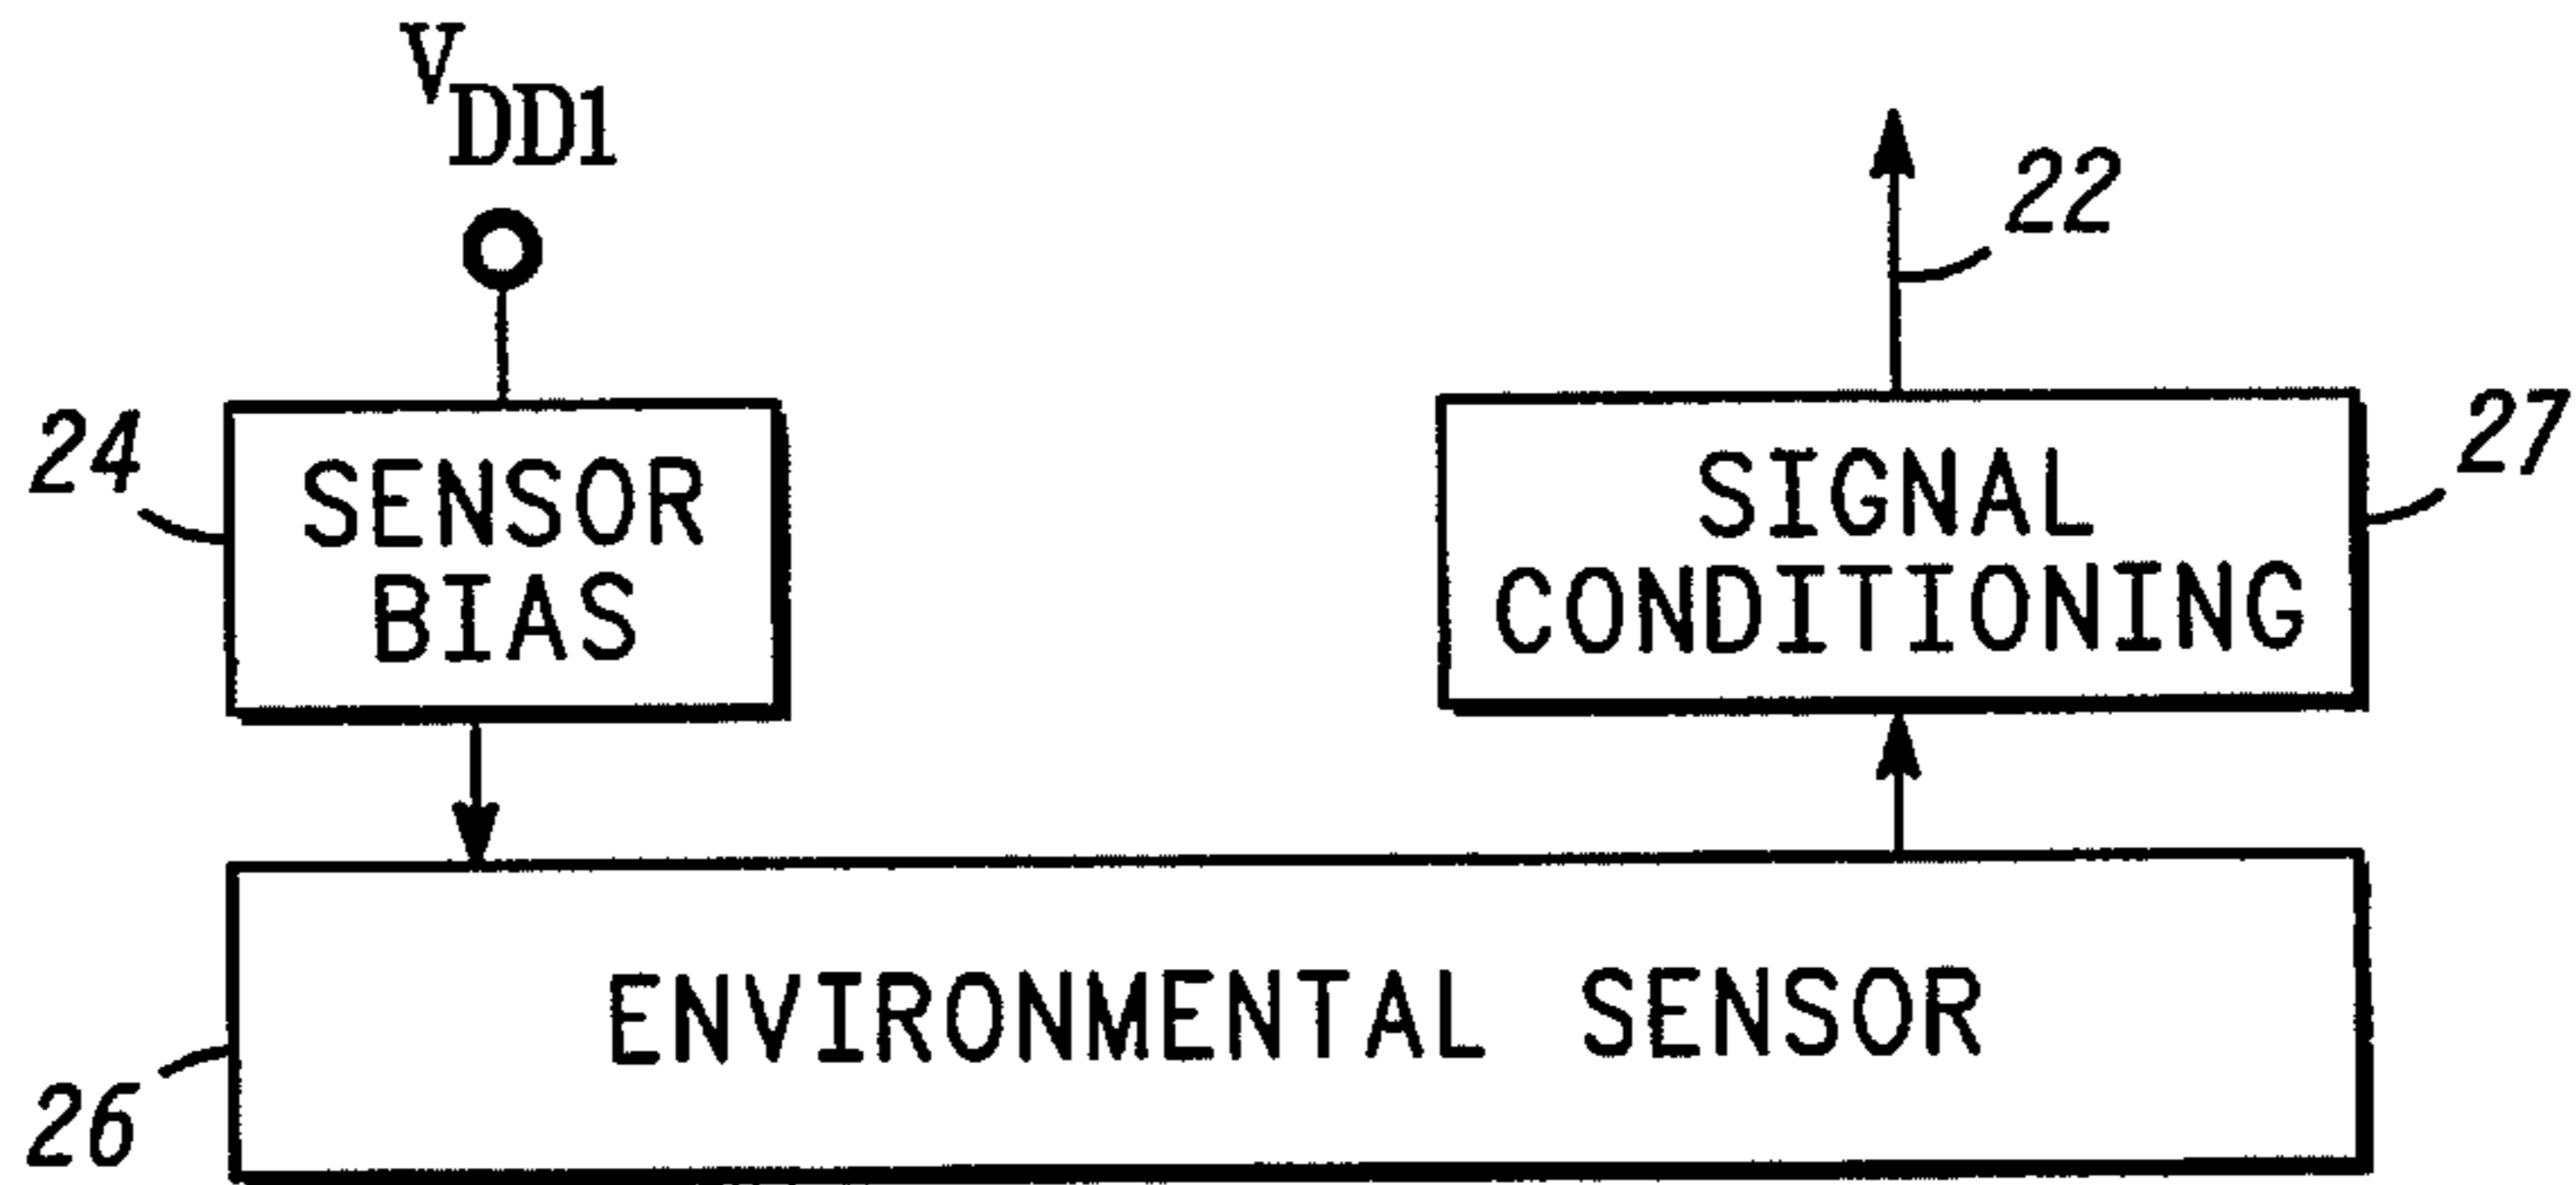 VDD1
22
24
SENSOR
BIAS
SIGNAL
CONDITIONING
27
ENVIRONMENTAL SENSOR
26